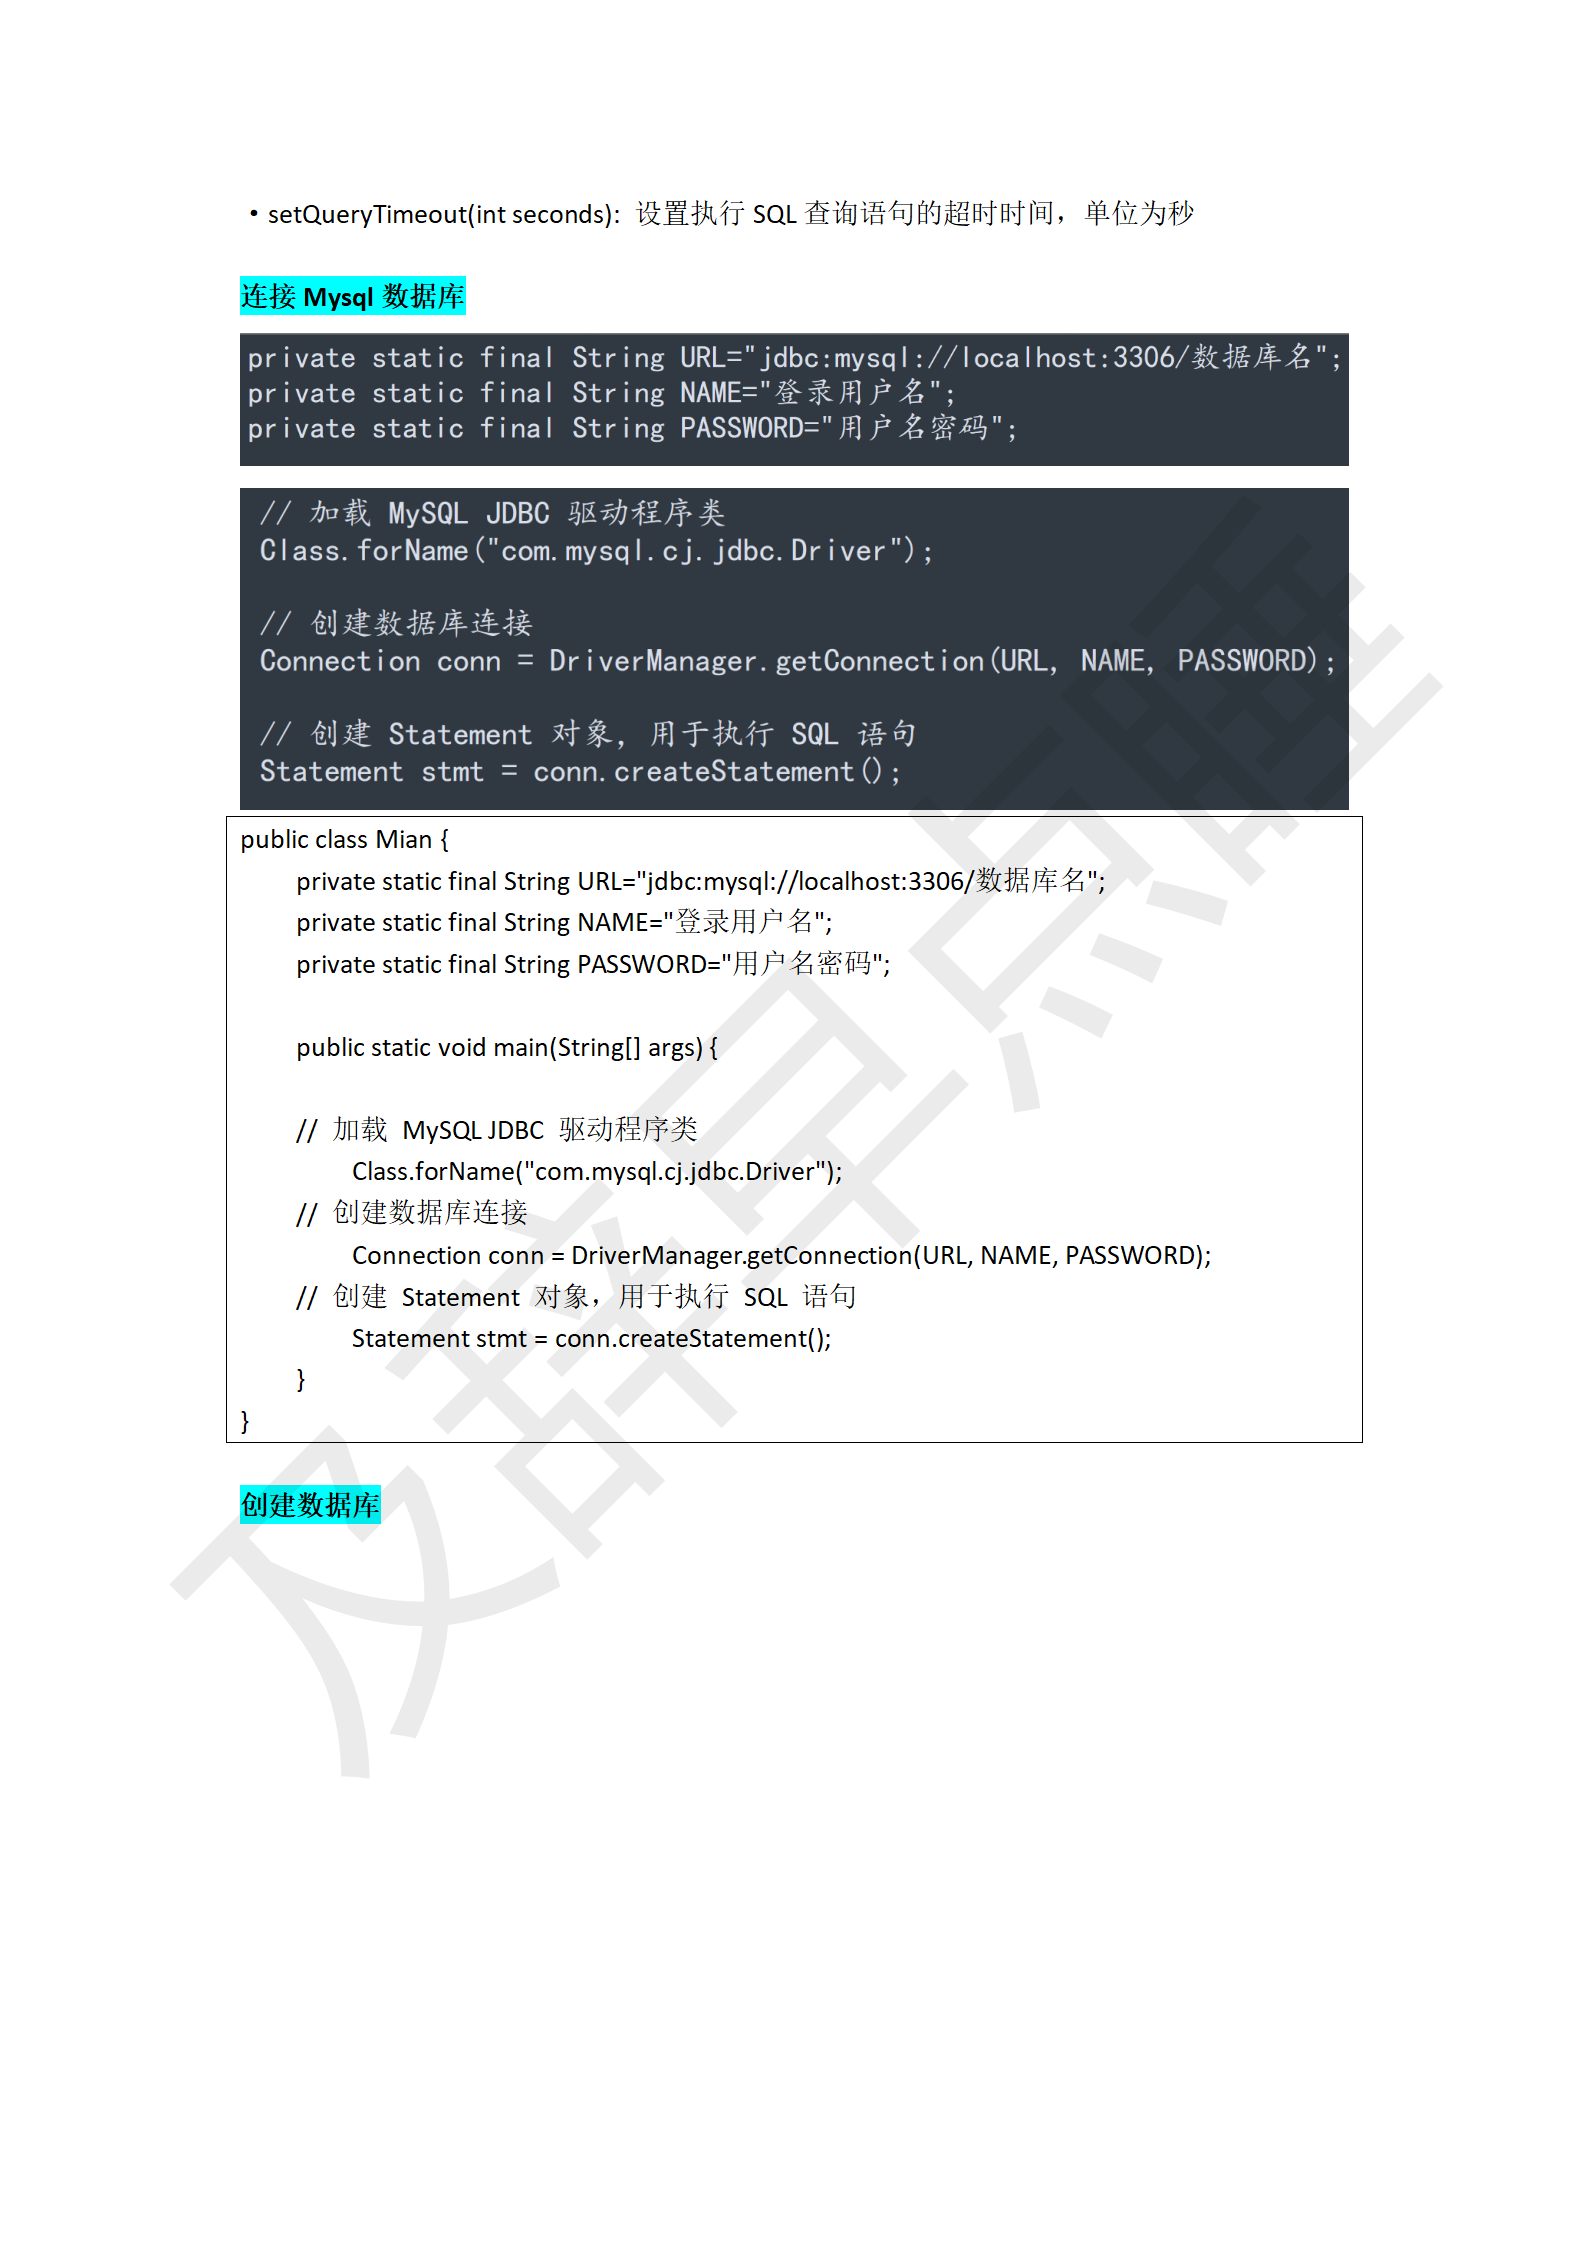 • setQueryTimeout(int seconds): 设置执行 SQL 查询语句的超时时间，单位为秒
连接 Mysql 数据库
private static final String URL="jdbc:mysql://localhost:3306/数据库名";
private static final String NAME="登录用户名";
private static final String PASSWORD="用户名密码";
// 加载 MySQL JDBC 驱动程序类
Class.forName("com.mysql.cj.jdbc.Driver");
// 创建数据库连接
Connection conn = DriverManager.getConnection(URL, NAME, PASSWORD);
// 创建 Statement 对象，用于执行 SQL 语句
Statement stmt = conn.createStatement();
public class Mian {
private static final String URL="jdbc:mysql://localhost:3306/数据库名";
private static final String NAME="登录用户名";
private static final String PASSWORD="用户名密码";
public static void main(String[] args) {
// 加载 MySQL JDBC 驱动程序类
Class.forName("com.mysql.cj.jdbc.Driver");
// 创建数据库连接
Connection conn = DriverManager.getConnection(URL, NAME, PASSWORD);
// 创建 Statement 对象，用于执行 SQL 语句
Statement stmt = conn.createStatement();
}
}
创建数据库
及辞早点睡